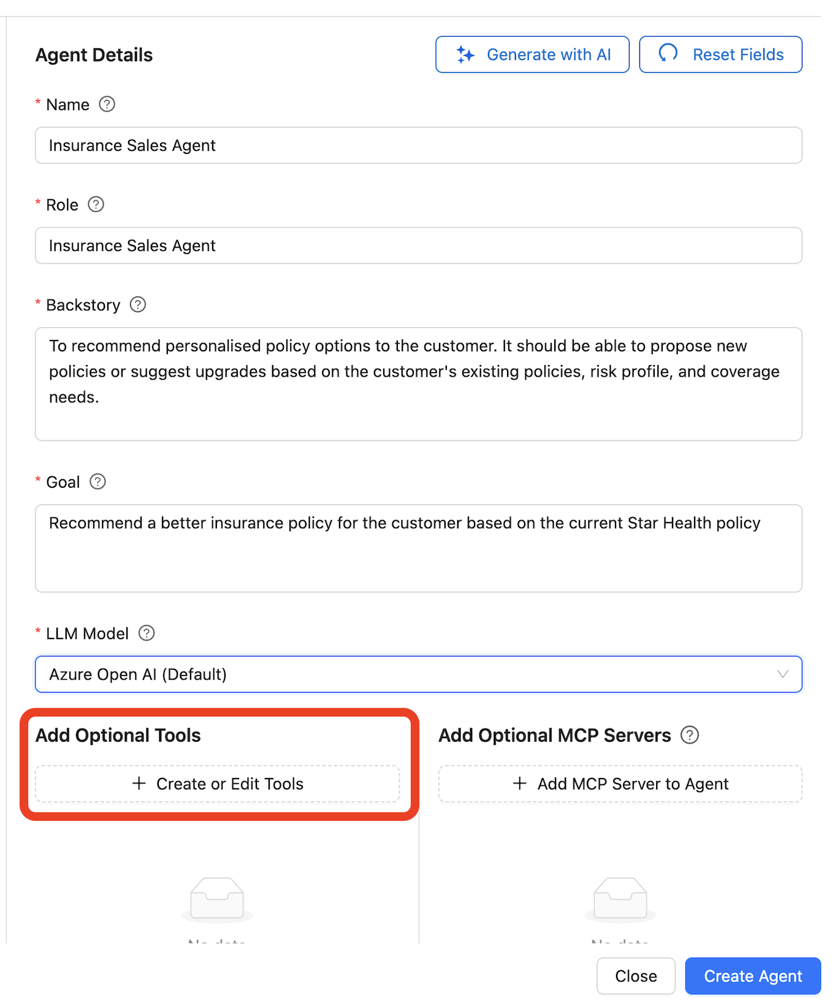 Agent Details
Generate with AI
Reset Fields
* Name ?
Insurance Sales Agent
* Role ?
Insurance Sales Agent
* Backstory ?
To recommend personalised policy options to the customer. It should be able to propose new
policies or suggest upgrades based on the customer's existing policies, risk profile, and coverage
needs.
* Goal ?
Recommend a better insurance policy for the customer based on the current Star Health policy
* LLM Model ?
Azure Open AI (Default)
Add Optional Tools
+ Create or Edit Tools
Add Optional MCP Servers ?
+ Add MCP Server to Agent
No data
No data
Close
Create Agent